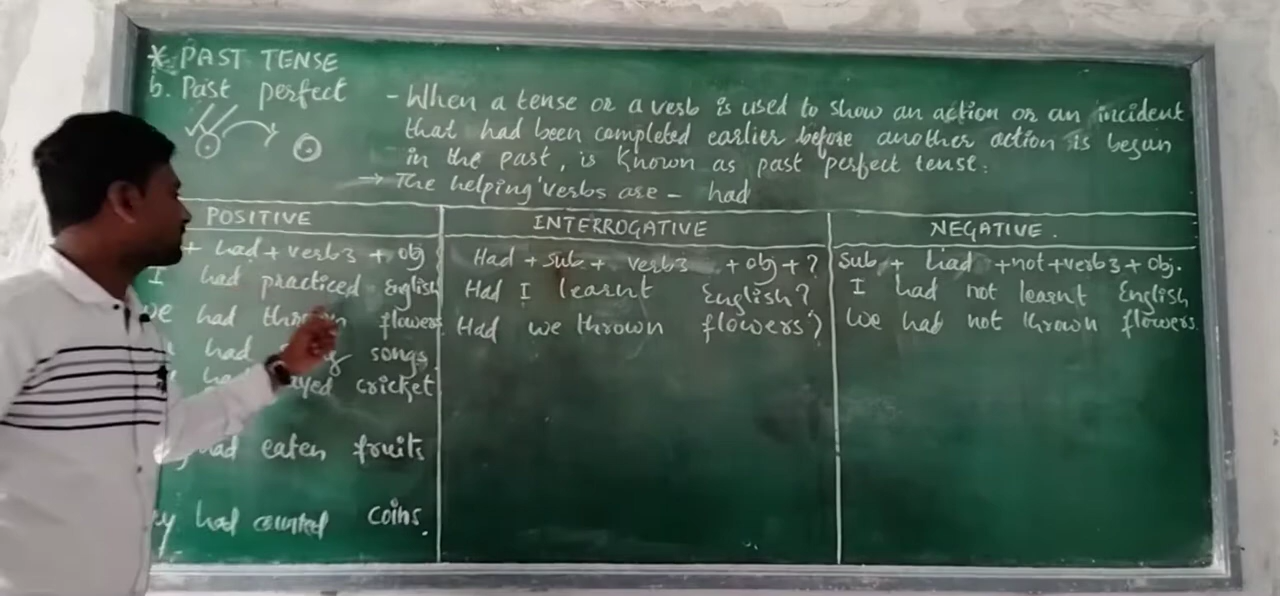 * PAST TENSE
b. Past perfect - When a tense or a verb is used to show an action or an incident
that had been completed earlier before another action is begun
in the past, is known as past perfect tense.
→ The helping verbs are - had
POSITIVE INTERROGATIVE NEGATIVE.
+ had + verb3 + obj Had + sub + verb3 + obj + ? Sub + had + not + verb3 + obj.
I had practiced English Had I learnt English? I had not learnt English
had flowers Had we thrown flowers? We had not thrown flowers
had songs
cricket
had eaten fruits
had counted coins.